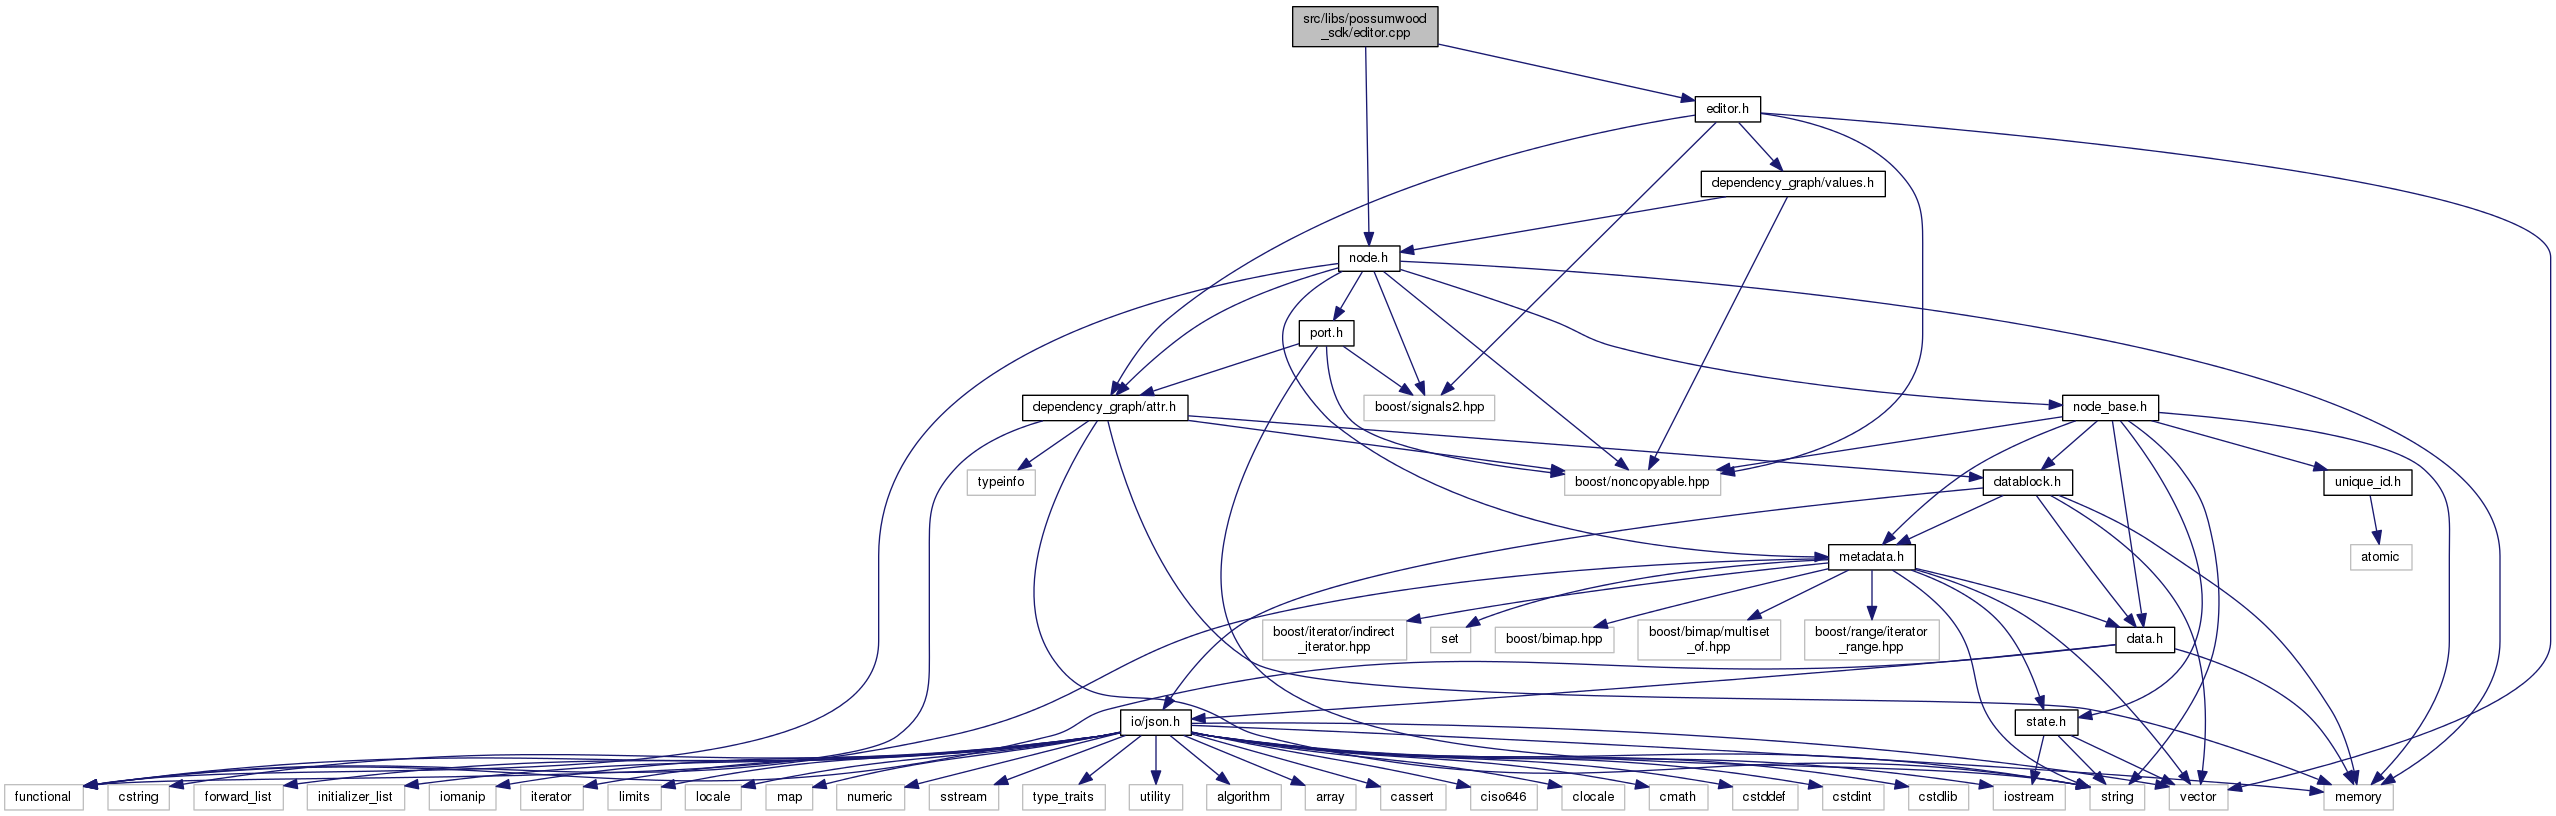 src/libs/possumwood
_sdk/editor.cpp
editor.h
dependency_graph/values.h
node.h
port.h
dependency_graph/attr.h
boost/signals2.hpp
node_base.h
typeinfo
boost/noncopyable.hpp
datablock.h
unique_id.h
metadata.h
atomic
boost/iterator/indirect
_iterator.hpp
set
boost/bimap.hpp
boost/bimap/multiset
_of.hpp
boost/range/iterator
_range.hpp
data.h
io/json.h
state.h
functional
cstring
forward_list
initializer_list
iomanip
iterator
limits
locale
map
numeric
sstream
type_traits
utility
algorithm
array
cassert
ciso646
clocale
cmath
cstddef
cstdint
cstdlib
iostream
string
vector
memory